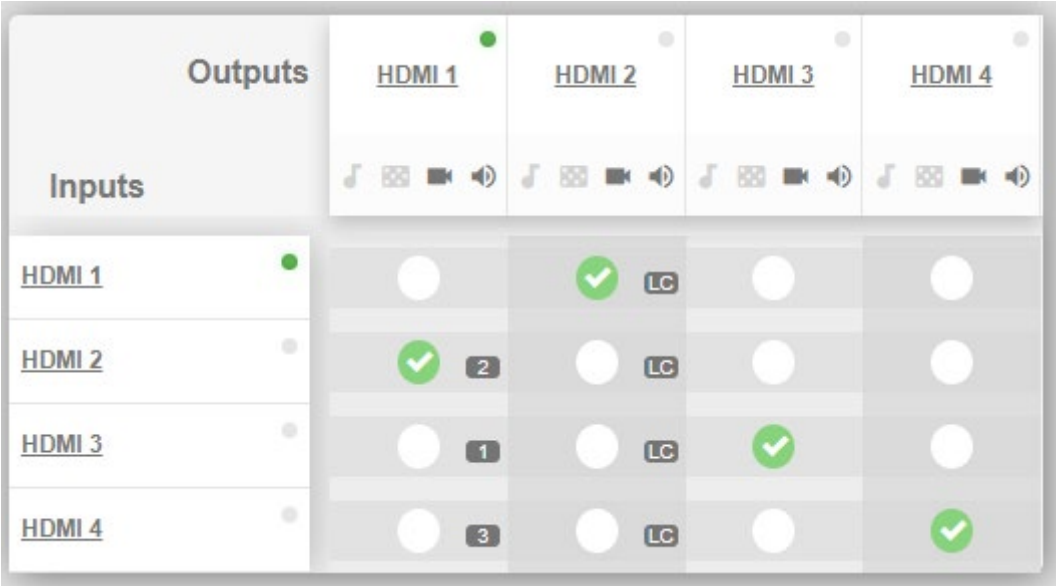 Outputs
HDMI 1 HDMI 2 HDMI 3 HDMI 4
Inputs
HDMI 1 LC
HDMI 2 2 LC
HDMI 3 1 LC
HDMI 4 3 LC